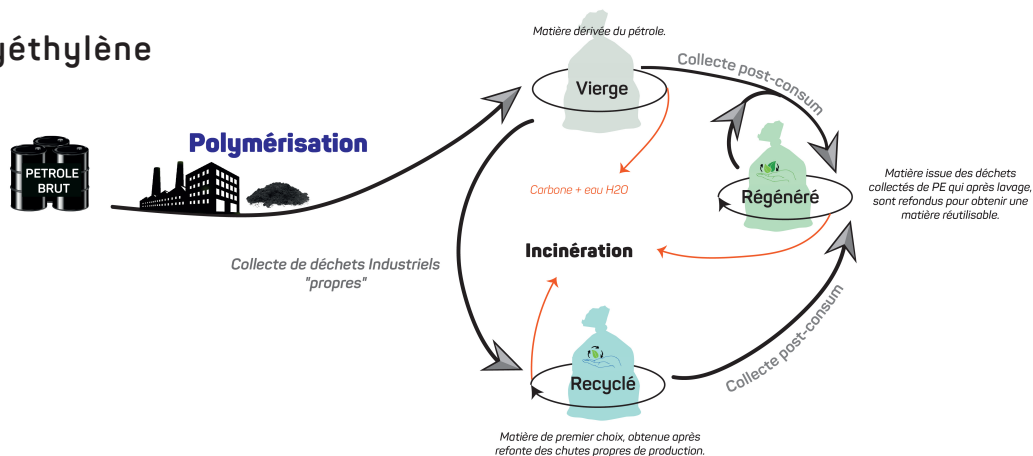 yéthylène
Matière dérivée du pétrole.
Vierge
Collecte post-consum
Polymérisation
PETROLE
BRUT
Corbone + eau H2O
Régénéré
Matière issue des déchets
collectés de PE qui après lavage,
sont refondus pour obtenir une
matière réutilisable.
Incinération
Collecte de déchets Industriels
"propres"
Collecte post-consum
Recyclé
Matière de premier choix, obtenue après
refonte des chutes propres de production.